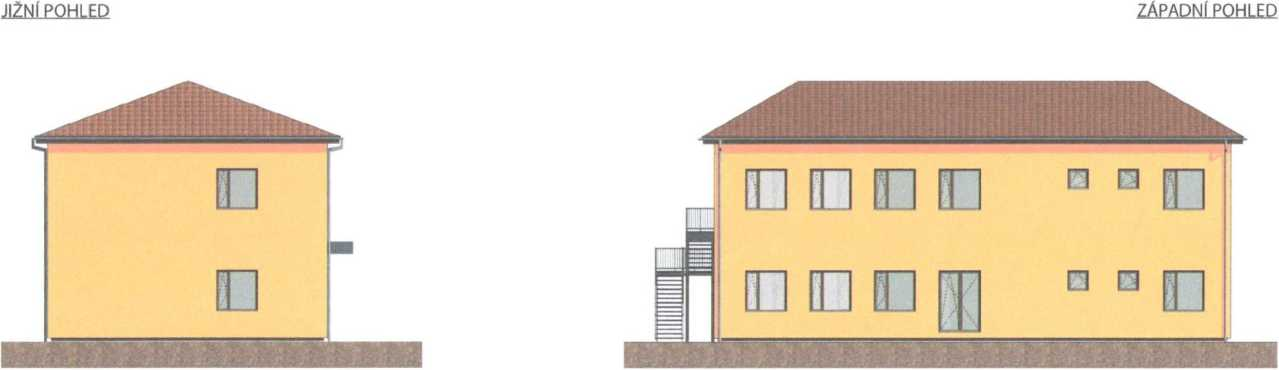 JIŽNÍ POHLED
ZÁPADNÍ POHLED